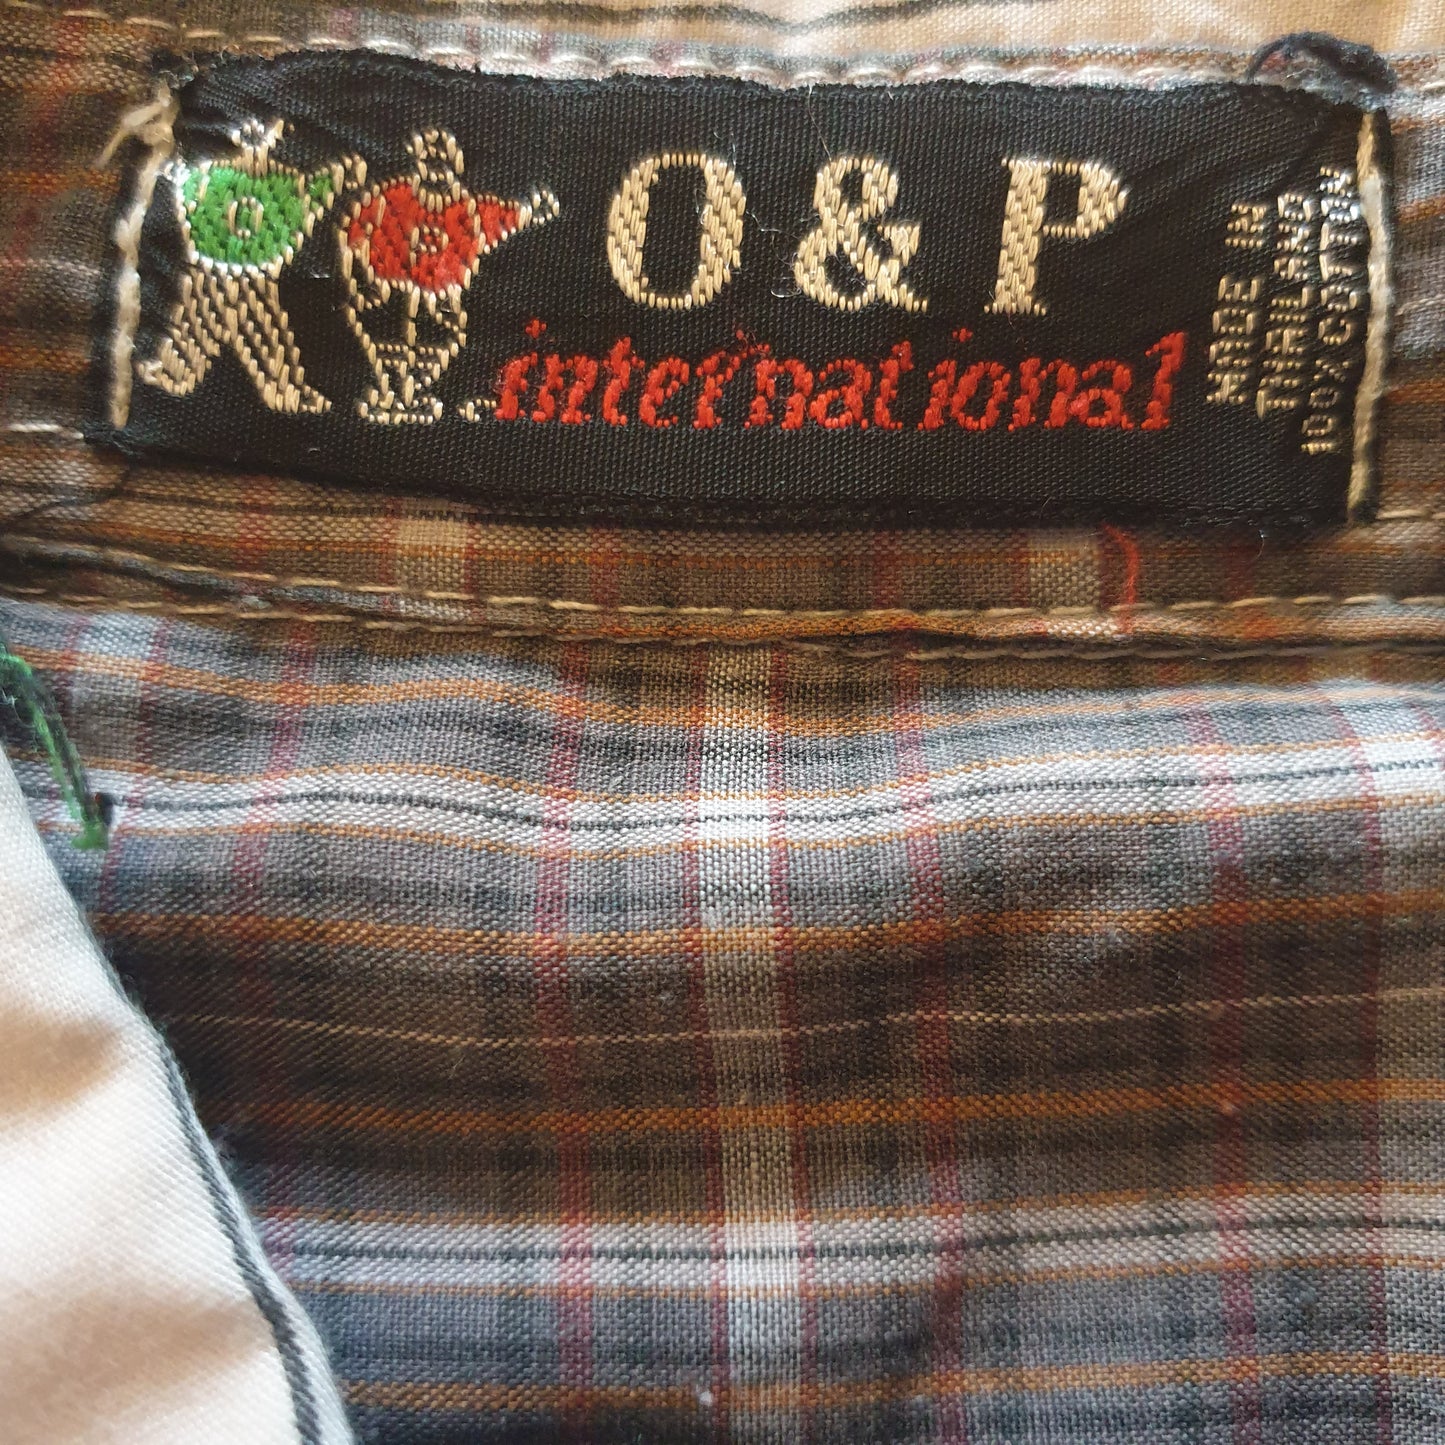 O & P
international
MADE IN
THAILAND
100% COTTON